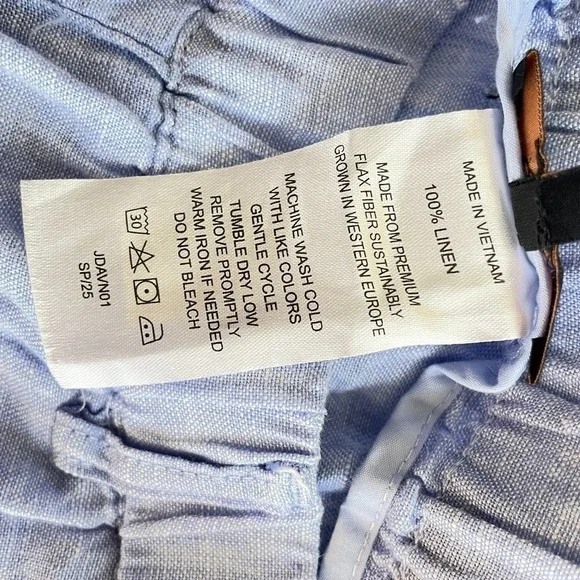 MADE IN VIETNAM
100% LINEN
MADE FROM PREMIUM
FLAX FIBER SUSTAINABLY
GROWN IN WESTERN EUROPE
MACHINE WASH COLD
WITH LIKE COLORS
GENTLE CYCLE
TUMBLE DRY LOW
REMOVE PROMPTLY
WARM IRON IF NEEDED
DO NOT BLEACH
30
JDAVN01
SP/25